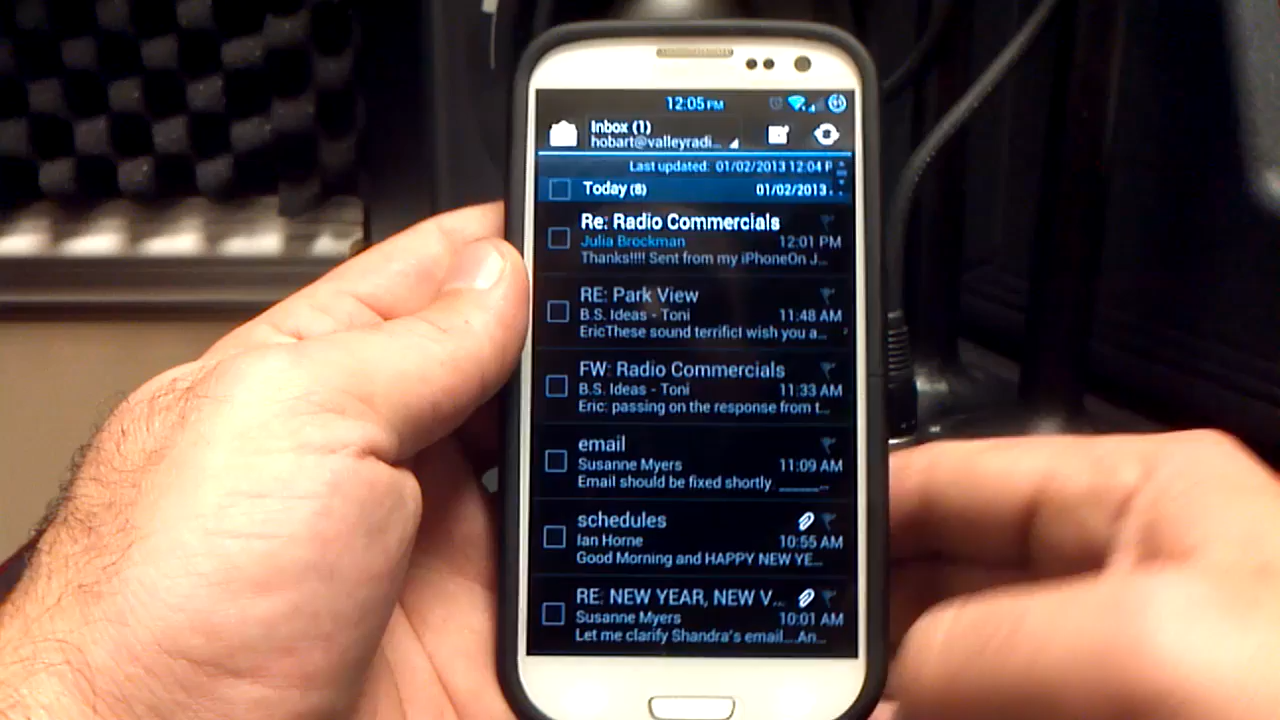 12:05 PM
Inbox (1)
hobart@valleyradi...
Last updated: 01/02/2013 12:04 P
Today (8) 01/02/2013..
Re: Radio Commercials
Julia Brockman 12:01 PM
Thanks!!!! Sent from my iPhoneOn J...
RE: Park View
B.S. Ideas - Toni 11:48 AM
EricThese sound terrificI wish you a...
FW: Radio Commercials
B.S. Ideas - Toni 11:33 AM
Eric: passing on the response from t...
email
Susanne Myers 11:09 AM
Email should be fixed shortly ______...
schedules
Ian Horne 10:55 AM
Good Morning and HAPPY NEW YE...
RE: NEW YEAR, NEW V...
Susanne Myers 10:01 AM
Let me clarify Shandra's email....An...